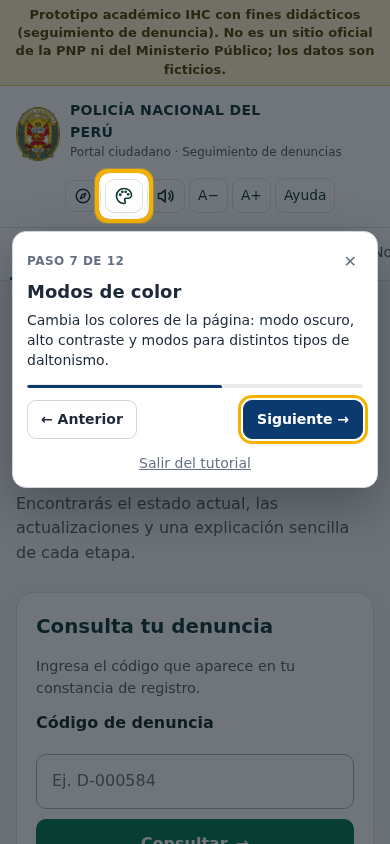 Prototipo académico IHC con fines didácticos
(seguimiento de denuncia). No es un sitio oficial
de la PNP ni del Ministerio Público; los datos son
ficticios.
POLICÍA NACIONAL DEL
PERÚ
Portal ciudadano · Seguimiento de denuncias
A− A+ Ayuda
No
PASO 7 DE 12 ✕
Modos de color
Cambia los colores de la página: modo oscuro,
alto contraste y modos para distintos tipos de
daltonismo.
← Anterior Siguiente →
Salir del tutorial
Encontrarás el estado actual, las
actualizaciones y una explicación sencilla
de cada etapa.
Consulta tu denuncia
Ingresa el código que aparece en tu
constancia de registro.
Código de denuncia
Ej. D-000584
Consultar →